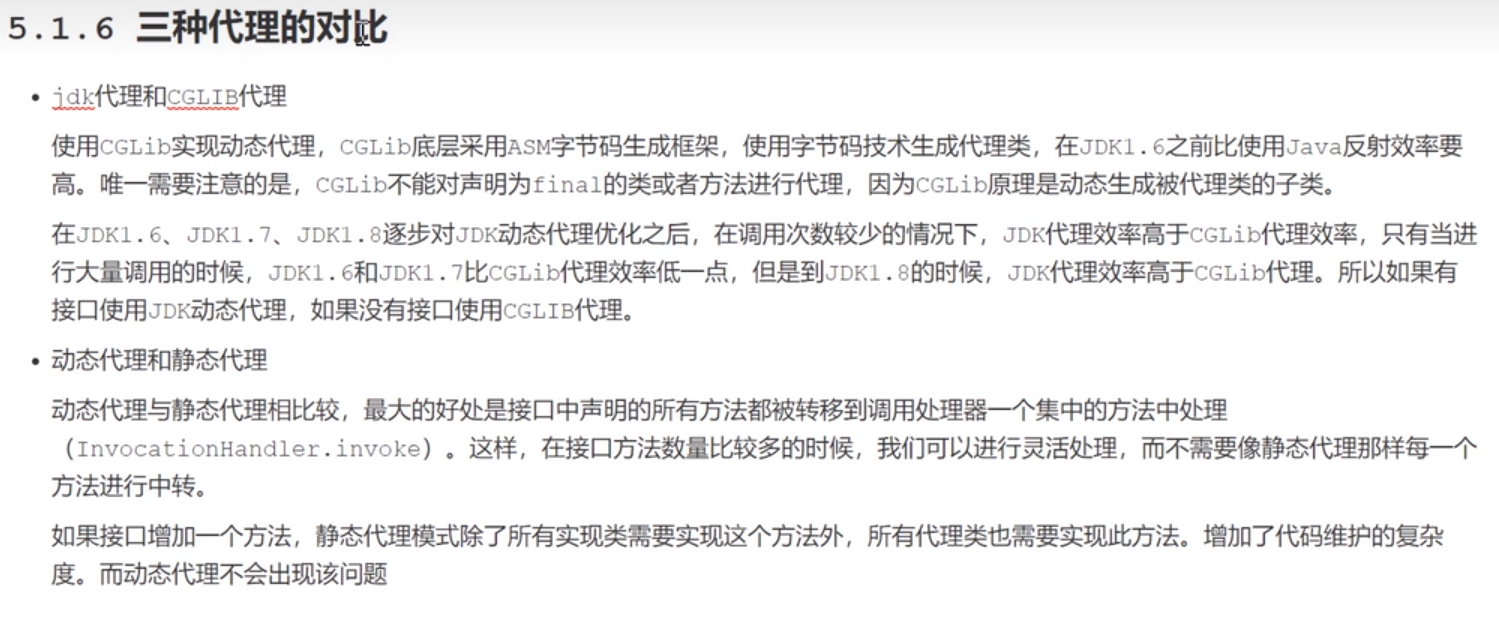 5.1.6 三种代理的对比
• jdk代理和CGLIB代理
使用CGLib实现动态代理，CGLib底层采用ASM字节码生成框架，使用字节码技术生成代理类，在JDK1.6之前比使用Java反射效率要
高。唯一需要注意的是，CGLib不能对声明为final的类或者方法进行代理，因为CGLib原理是动态生成被代理类的子类。
在JDK1.6、JDK1.7、JDK1.8逐步对JDK动态代理优化之后，在调用次数较少的情况下，JDK代理效率高于CGLib代理效率，只有当进
行大量调用的时候，JDK1.6和JDK1.7比CGLib代理效率低一点，但是到JDK1.8的时候，JDK代理效率高于CGLib代理。所以如果有
接口使用JDK动态代理，如果没有接口使用CGLIB代理。
• 动态代理和静态代理
动态代理与静态代理相比较，最大的好处是接口中声明的所有方法都被转移到调用处理器一个集中的方法中处理
（InvocationHandler.invoke）。这样，在接口方法数量比较多的时候，我们可以进行灵活处理，而不需要像静态代理那样每一个
方法进行中转。
如果接口增加一个方法，静态代理模式除了所有实现类需要实现这个方法外，所有代理类也需要实现此方法。增加了代码维护的复杂
度。而动态代理不会出现该问题